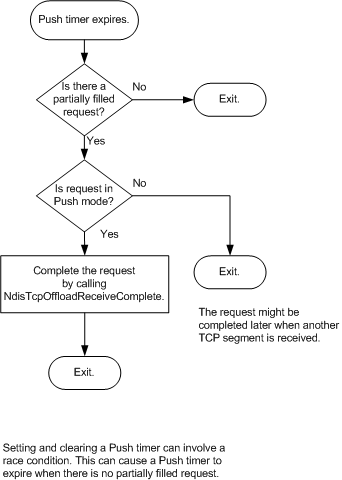 Push timer expires.
Is there a
partially filled
request?
No
Exit.
Yes
Is request in
Push mode?
No
Yes
Complete the request
by calling
NdisTcpOffloadReceiveComplete.
Exit.
The request might be
completed later when another
TCP segment is received.
Exit.
Setting and clearing a Push timer can involve a
race condition. This can cause a Push timer to
expire when there is no partially filled request.